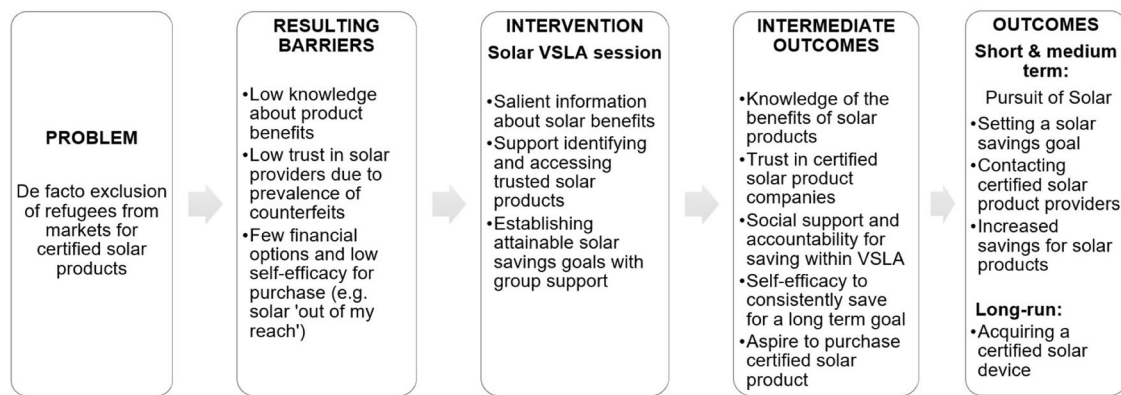 PROBLEM
De facto exclusion
of refugees from
markets for
certified solar
products
RESULTING
BARRIERS
•Low knowledge
about product
benefits
•Low trust in solar
providers due to
prevalence of
counterfeits
•Few financial
options and low
self-efficacy for
purchase (e.g.
solar 'out of my
reach')
INTERVENTION
Solar VSLA session
•Salient information
about solar benefits
•Support identifying
and accessing
trusted solar
products
•Establishing
attainable solar
savings goals with
group support
INTERMEDIATE
OUTCOMES
•Knowledge of the
benefits of solar
products
•Trust in certified
solar product
companies
•Social support and
accountability for
saving within VSLA
•Self-efficacy to
consistently save
for a long term goal
•Aspire to purchase
certified solar
product
OUTCOMES
Short & medium
term:
Pursuit of Solar
•Setting a solar
savings goal
•Contacting
certified solar
product providers
•Increased
savings for solar
products
Long-run:
•Acquiring a
certified solar
device